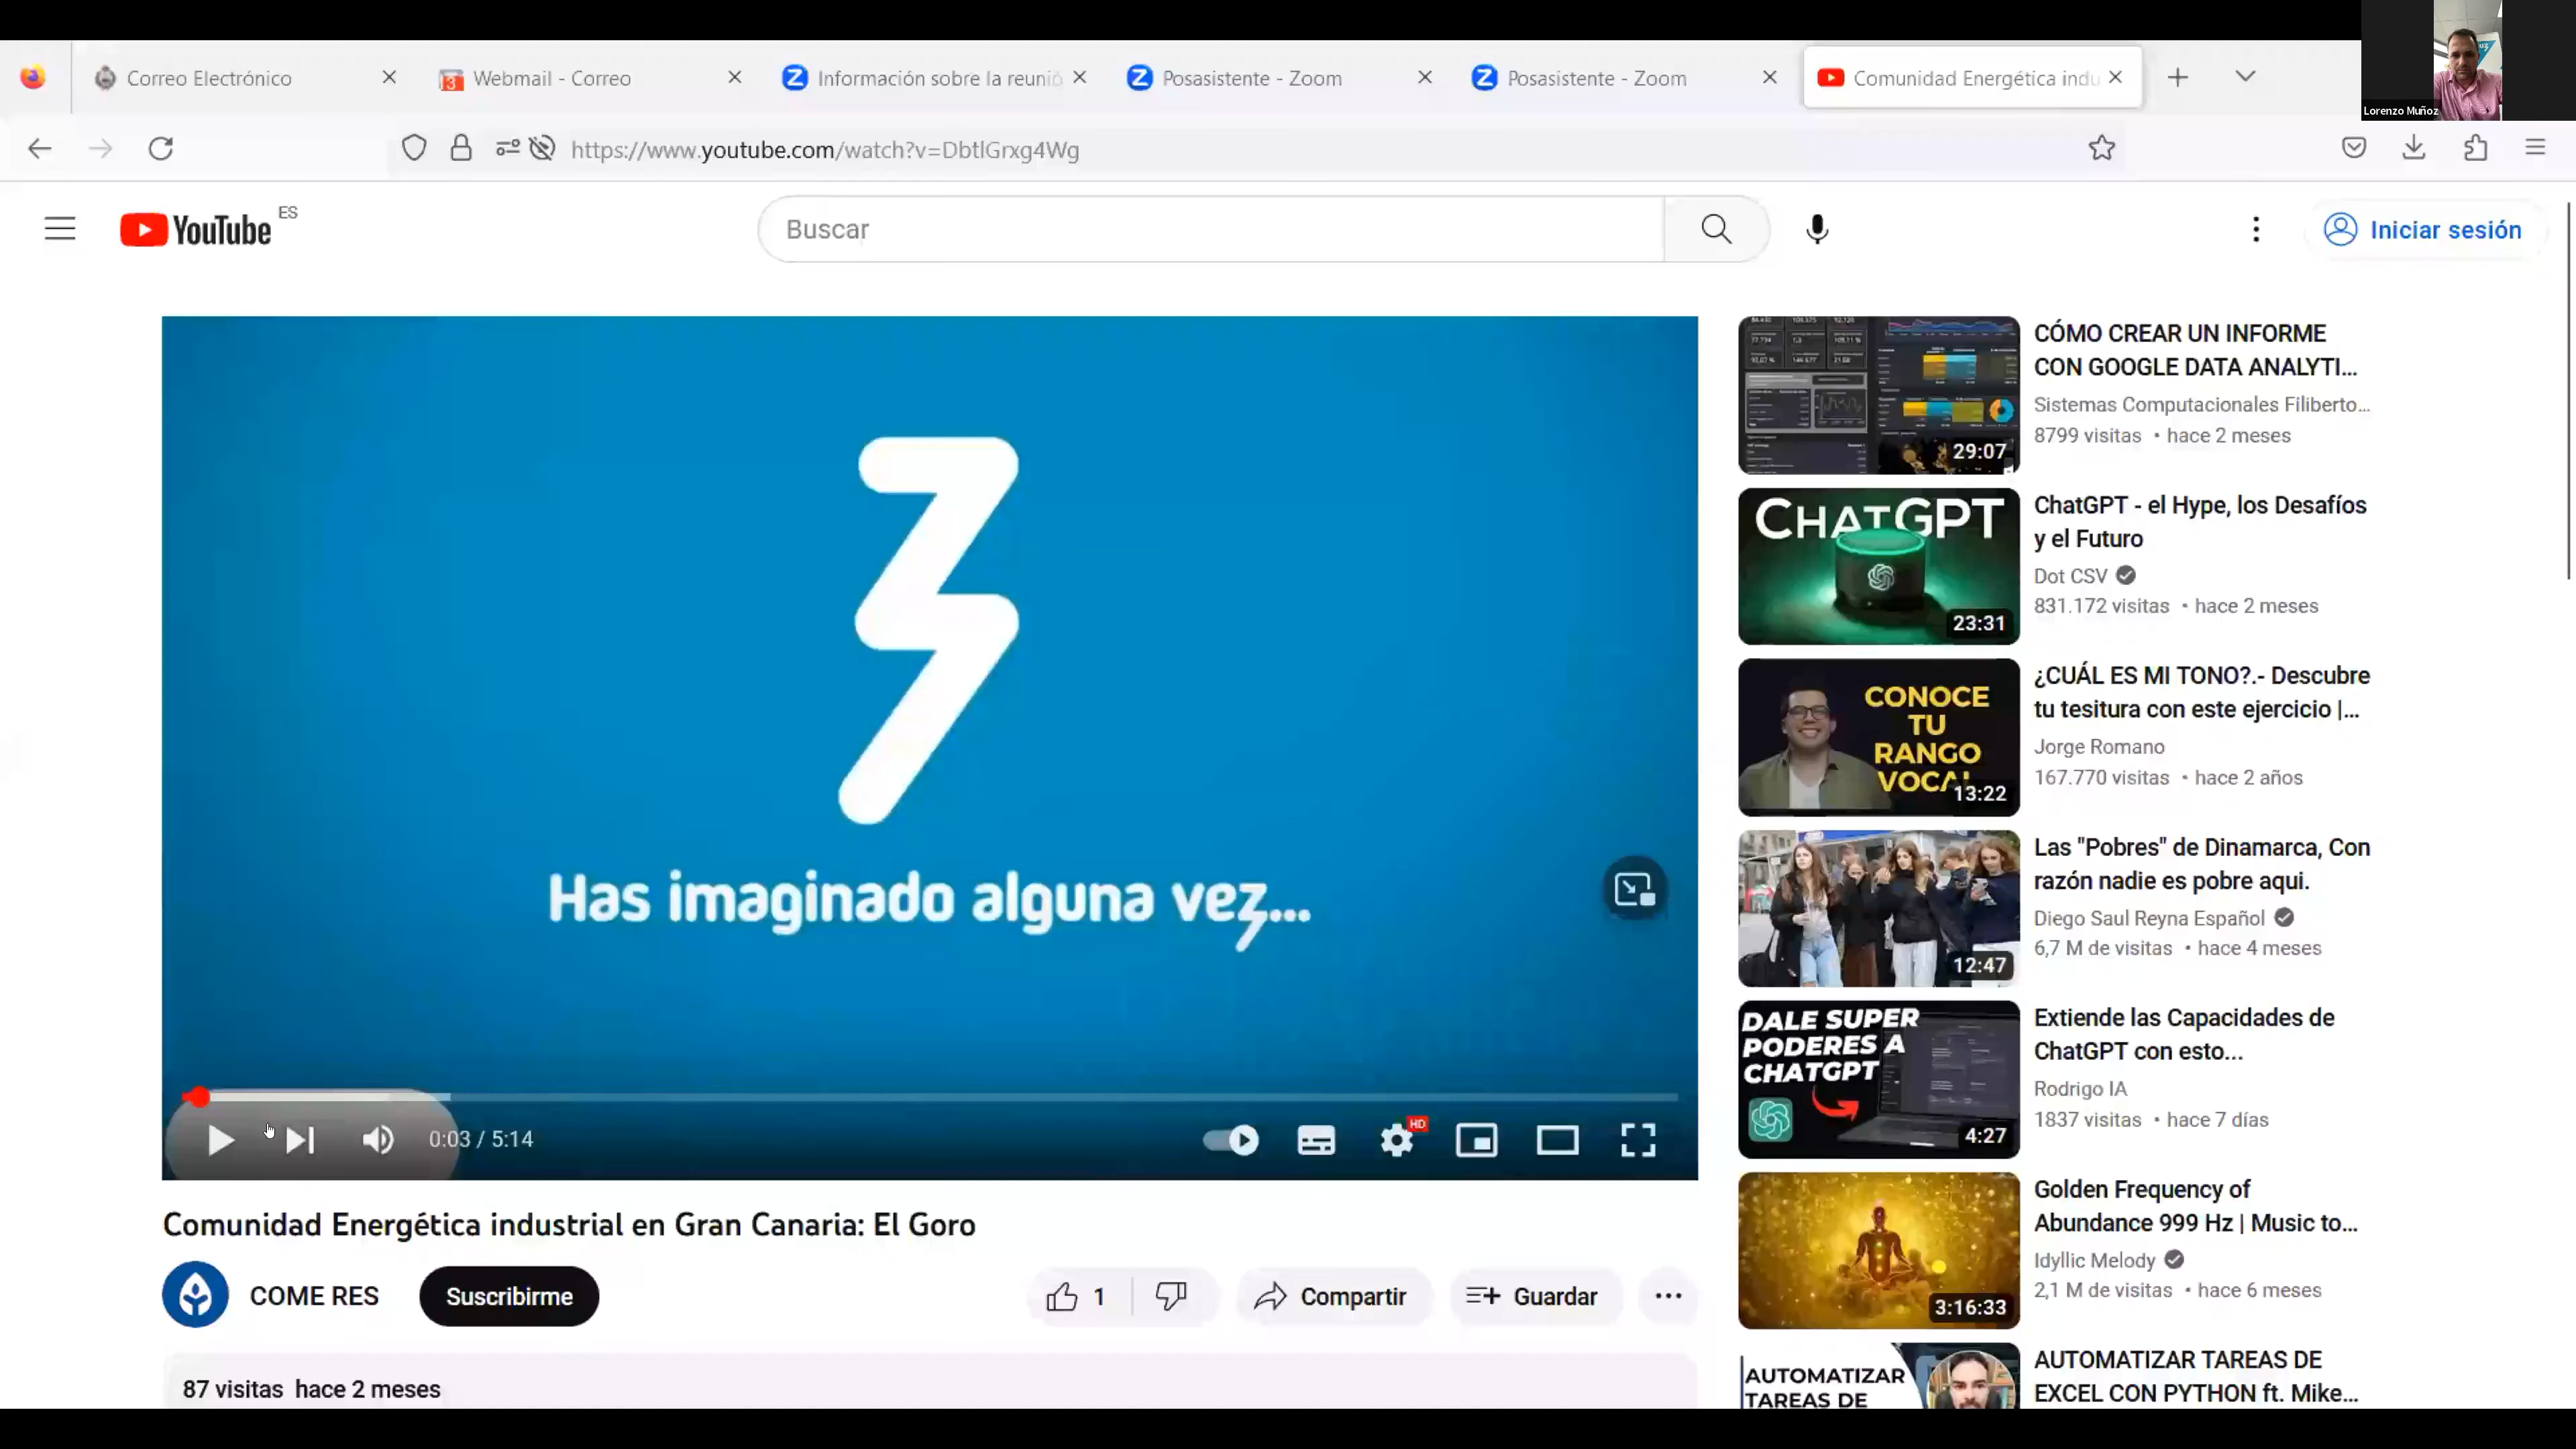 Correo Electrónico
Webmail - Correo
Información sobre la reunió
Posasistente - Zoom
Posasistente - Zoom
Comunidad Energética indu
Lorenzo Muñoz
https://www.youtube.com/watch?v=DbtlGrxg4Wg
YouTube ES
Buscar
Iniciar sesión
Has imaginado alguna vez...
0:03 / 5:14
HD
Comunidad Energética industrial en Gran Canaria: El Goro
COME RES
Suscribirme
1
Compartir
Guardar
87 visitas hace 2 meses
29:07
CÓMO CREAR UN INFORME
CON GOOGLE DATA ANALYTI...
Sistemas Computacionales Filiberto...
8799 visitas • hace 2 meses
CHATGPT
23:31
ChatGPT - el Hype, los Desafíos
y el Futuro
Dot CSV
831.172 visitas • hace 2 meses
CONOCE
TU
RANGO
VOCAL
13:22
¿CUÁL ES MI TONO?.- Descubre
tu tesitura con este ejercicio |...
Jorge Romano
167.770 visitas • hace 2 años
12:47
Las "Pobres" de Dinamarca, Con
razón nadie es pobre aqui.
Diego Saul Reyna Español
6,7 M de visitas • hace 4 meses
DALE SUPER
PODERES A
CHATGPT
4:27
Extiende las Capacidades de
ChatGPT con esto...
Rodrigo IA
1837 visitas • hace 7 días
3:16:33
Golden Frequency of
Abundance 999 Hz | Music to...
Idyllic Melody
2,1 M de visitas • hace 6 meses
AUTOMATIZAR
TAREAS DE
AUTOMATIZAR TAREAS DE
EXCEL CON PYTHON ft. Mike...